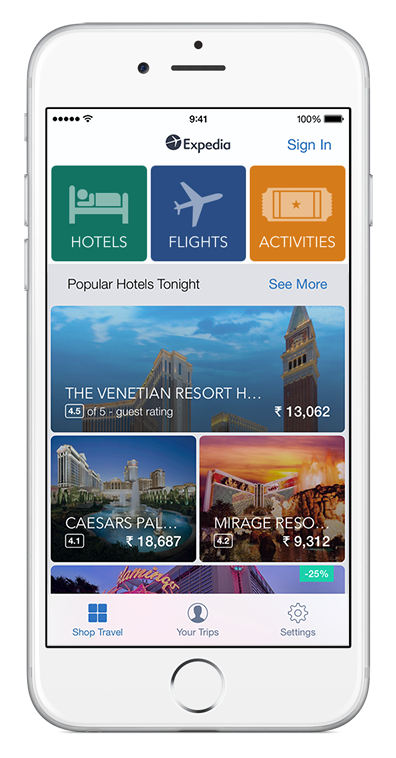 9:41
100%
Expedia
Sign In
HOTELS
FLIGHTS
ACTIVITIES
Popular Hotels Tonight
See More
THE VENETIAN RESORT H…
4.5 of 5 - guest rating
₹ 13,062
CAESARS PAL…
4.1
₹ 18,687
MIRAGE RESO…
4.2
₹ 9,312
Flamingo
-25%
Shop Travel
Your Trips
Settings